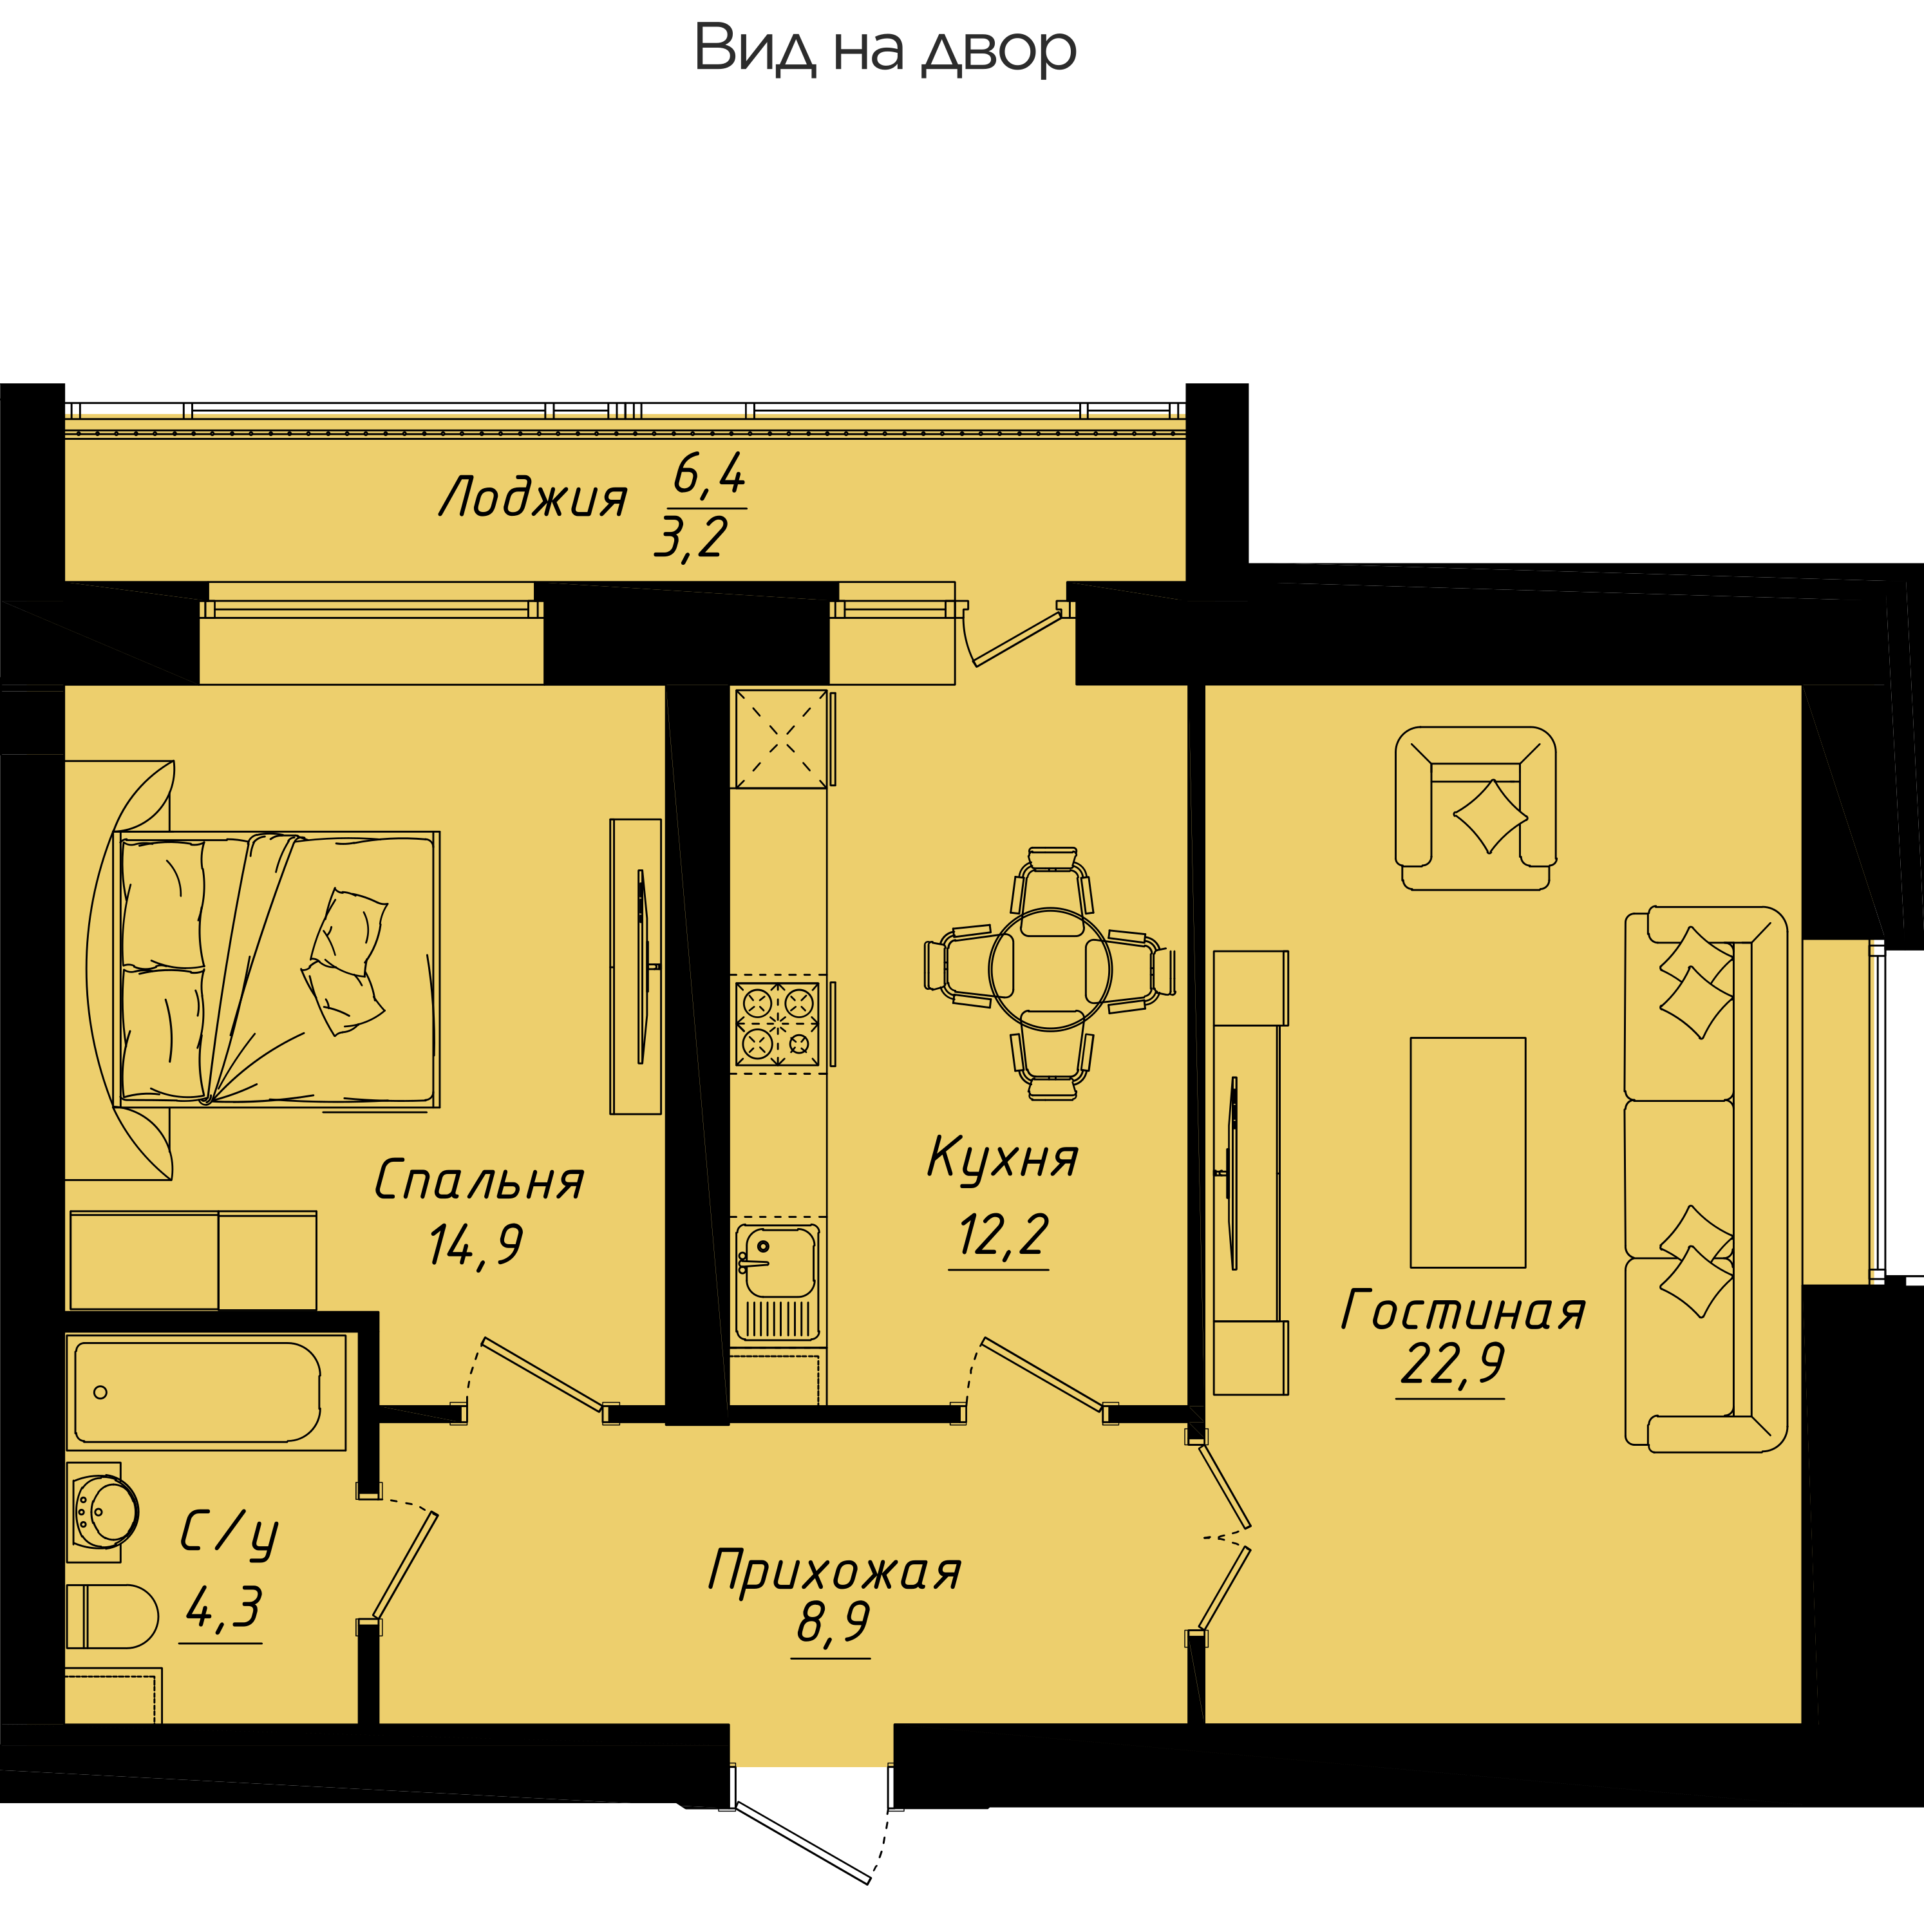 Вид на двор
Лоджия
6,4
3,2
Спальня
14,9
Кухня
12,2
Гостиная
22,9
С/у
4,3
Прихожая
8,9